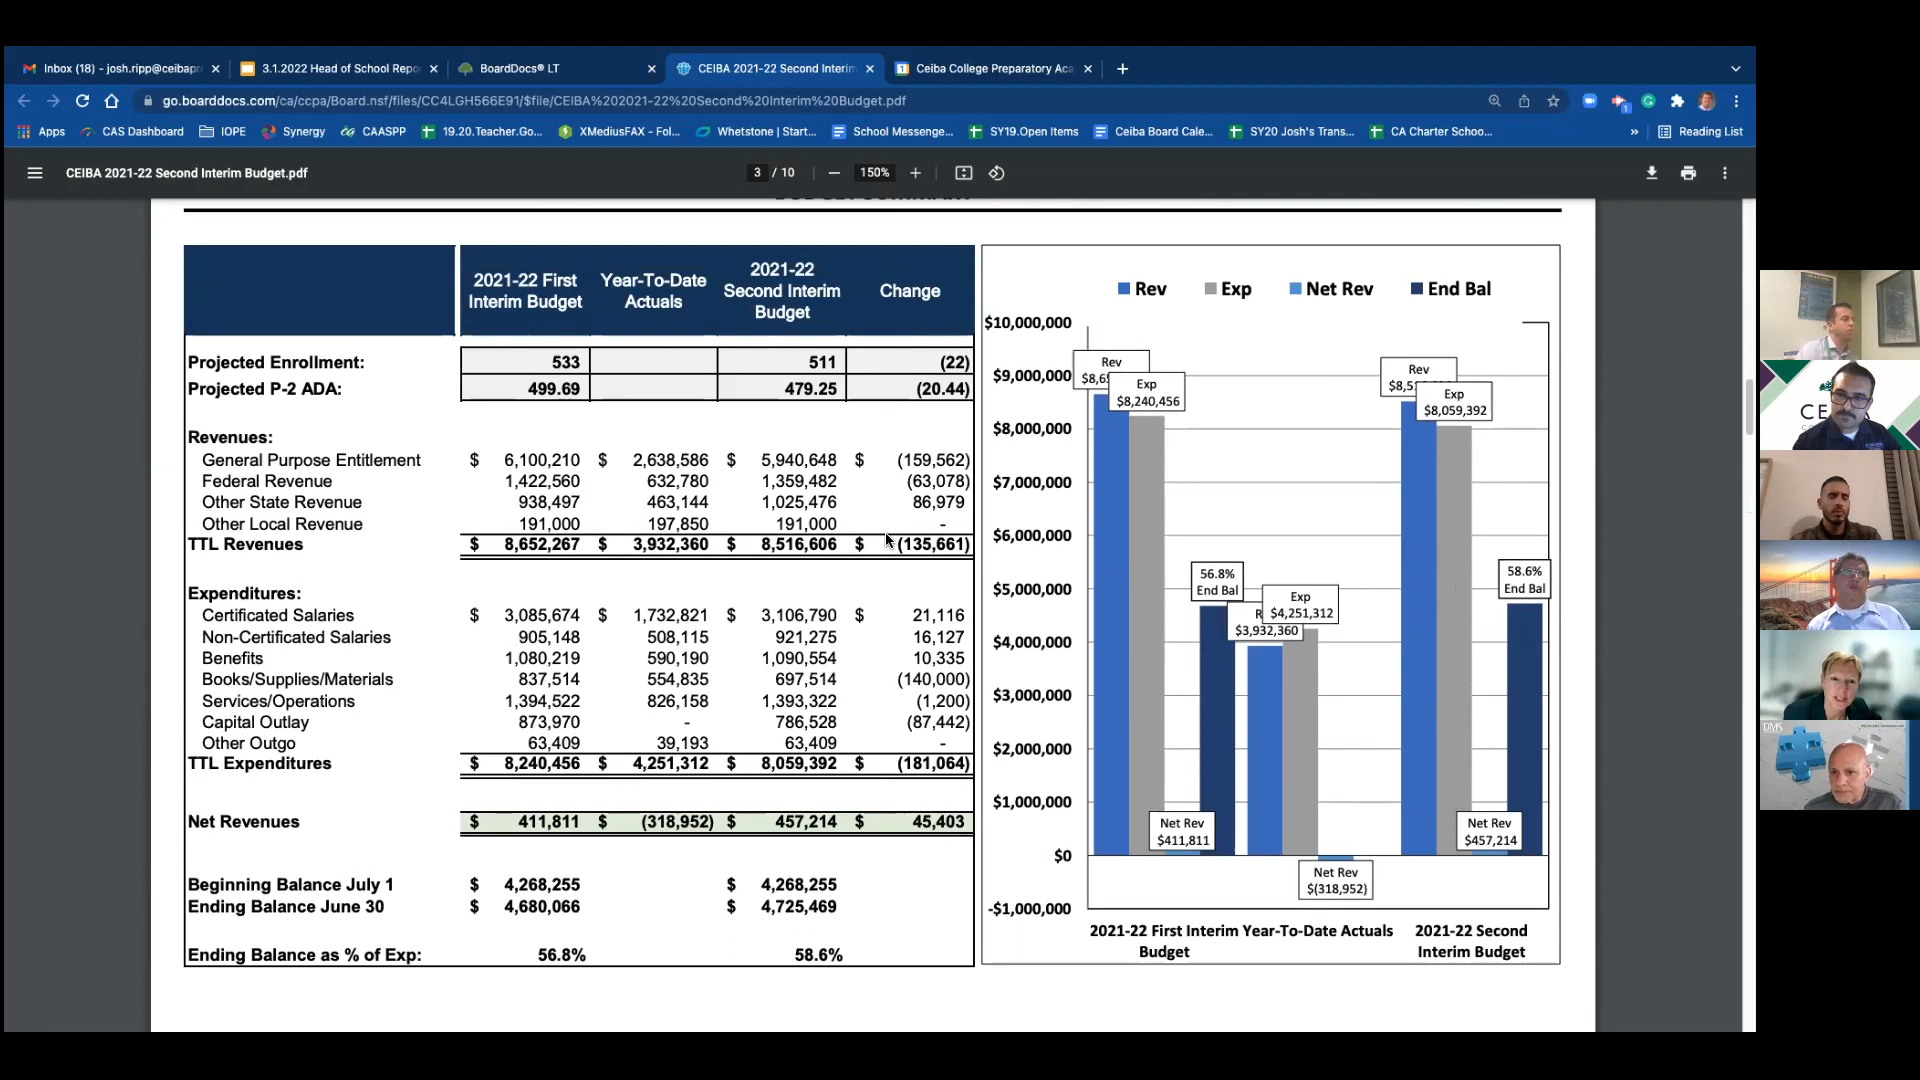 Inbox (18) - josh.ripp@ceibapr
3.1.2022 Head of School Repo
BoardDocs® LT
CEIBA 2021-22 Second Interim
Ceiba College Preparatory Aca
go.boarddocs.com/ca/ccpa/Board.nsf/files/CC4LGH566E91/$file/CEIBA%202021-22%20Second%20Interim%20Budget.pdf
Apps CAS Dashboard IOPE Synergy CAASPP 19.20.Teacher.Go... XMediusFAX - Fol... Whetstone | Start... School Messenge... SY19.Open Items Ceiba Board Cale... SY20 Josh's Trans... CA Charter Schoo... » Reading List
CEIBA 2021-22 Second Interim Budget.pdf 3 / 10 150%
2021-22 First Interim Budget Year-To-Date Actuals 2021-22 Second Interim Budget Change
Projected Enrollment: 533 511 (22)
Projected P-2 ADA: 499.69 479.25 (20.44)
Revenues:
General Purpose Entitlement $ 6,100,210 $ 2,638,586 $ 5,940,648 $ (159,562)
Federal Revenue 1,422,560 632,780 1,359,482 (63,078)
Other State Revenue 938,497 463,144 1,025,476 86,979
Other Local Revenue 191,000 197,850 191,000 -
TTL Revenues $ 8,652,267 $ 3,932,360 $ 8,516,606 $ (135,661)
Expenditures:
Certificated Salaries $ 3,085,674 $ 1,732,821 $ 3,106,790 $ 21,116
Non-Certificated Salaries 905,148 508,115 921,275 16,127
Benefits 1,080,219 590,190 1,090,554 10,335
Books/Supplies/Materials 837,514 554,835 697,514 (140,000)
Services/Operations 1,394,522 826,158 1,393,322 (1,200)
Capital Outlay 873,970 - 786,528 (87,442)
Other Outgo 63,409 39,193 63,409 -
TTL Expenditures $ 8,240,456 $ 4,251,312 $ 8,059,392 $ (181,064)
Net Revenues $ 411,811 $ (318,952) $ 457,214 $ 45,403
Beginning Balance July 1 $ 4,268,255 $ 4,268,255
Ending Balance June 30 $ 4,680,066 $ 4,725,469
Ending Balance as % of Exp: 56.8% 58.6%
Rev Exp Net Rev End Bal
$10,000,000
$9,000,000
$8,000,000
$7,000,000
$6,000,000
$5,000,000
$4,000,000
$3,000,000
$2,000,000
$1,000,000
$0
-$1,000,000
Rev
Exp
$8,240,456
56.8%
End Bal
Net Rev
$411,811
$3,932,360
Exp
$4,251,312
Net Rev
$(318,952)
Rev
Exp
$8,059,392
58.6%
End Bal
Net Rev
$457,214
2021-22 First Interim Budget
Year-To-Date Actuals
2021-22 Second Interim Budget
DMS